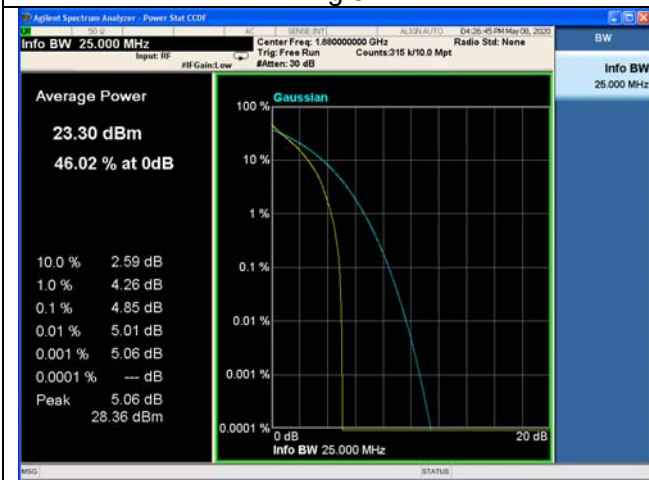 Agilent Spectrum Analyzer - Power Stat CCDF
50 Ω AC SENSE:INT ALIGN AUTO 04:26:45 PM May 08, 2020
Info BW 25.000 MHz
Input: RF
#IFGain:Low
Center Freq: 1.880000000 GHz
Trig: Free Run Counts:315 k/10.0 Mpt
#Atten: 30 dB
Radio Std: None
BW
Info BW
25.000 MHz
Average Power
23.30 dBm
46.02 % at 0dB
10.0 % 2.59 dB
1.0 % 4.26 dB
0.1 % 4.85 dB
0.01 % 5.01 dB
0.001 % 5.06 dB
0.0001 % --- dB
Peak 5.06 dB
28.36 dBm
Gaussian
100 %
10 %
1 %
0.1 %
0.01 %
0.001 %
0.0001 %
0 dB 20 dB
Info BW 25.000 MHz
MSG STATUS